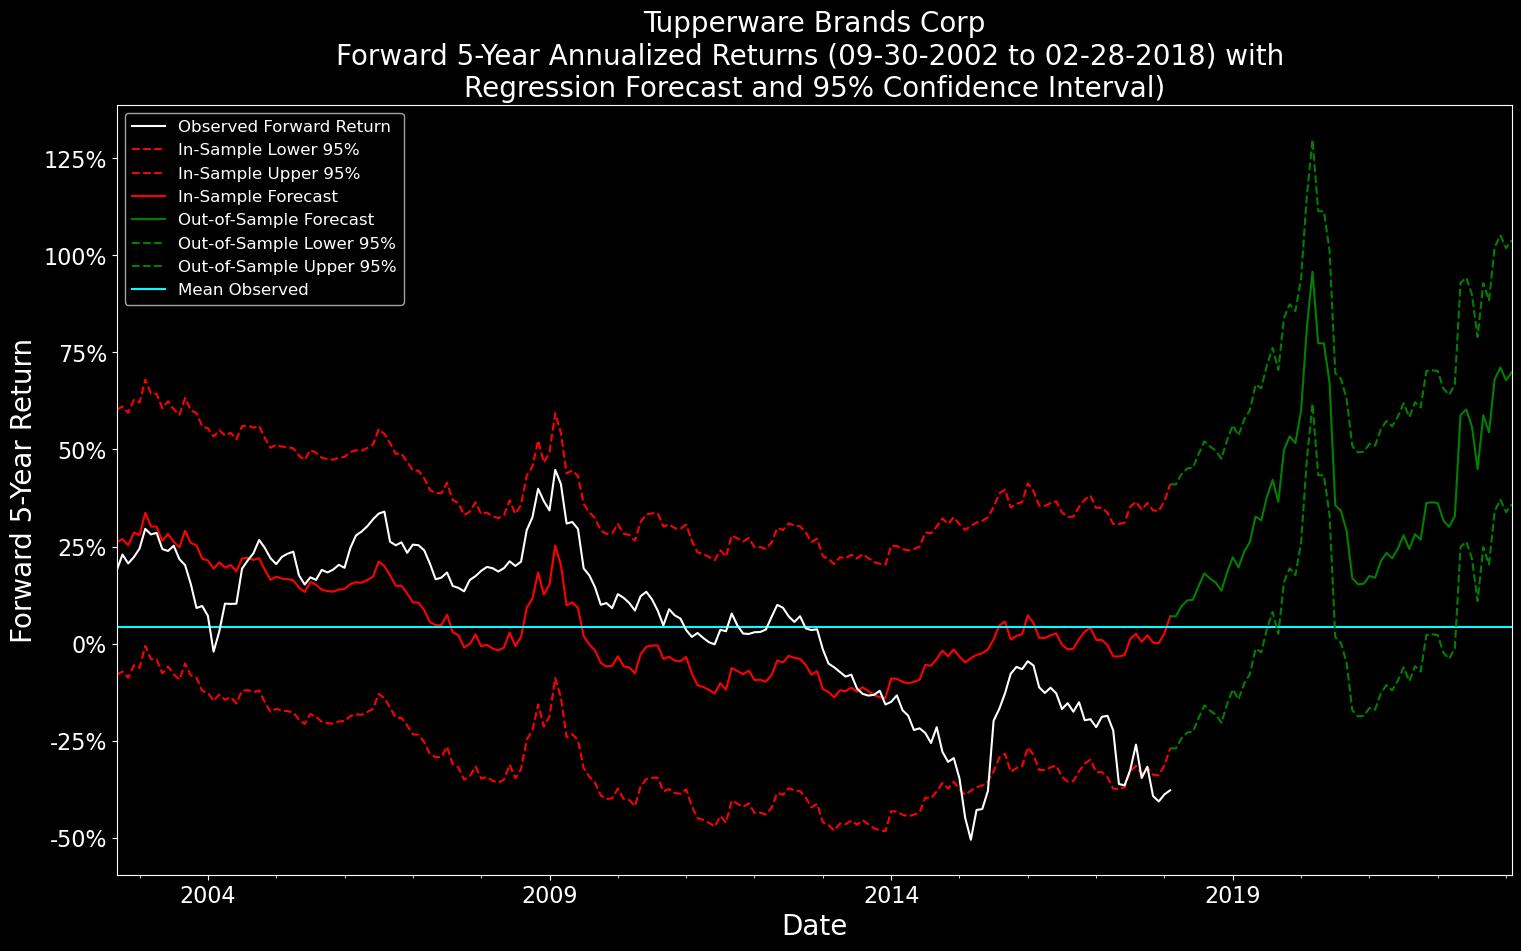 Tupperware Brands Corp
Forward 5-Year Annualized Returns (09-30-2002 to 02-28-2018) with
Regression Forecast and 95% Confidence Interval)
Observed Forward Return
In-Sample Lower 95%
In-Sample Upper 95%
In-Sample Forecast
Out-of-Sample Forecast
Out-of-Sample Lower 95%
Out-of-Sample Upper 95%
Mean Observed
Forward 5-Year Return
125%
100%
75%
50%
25%
0%
-25%
-50%
2004
2009
2014
2019
Date